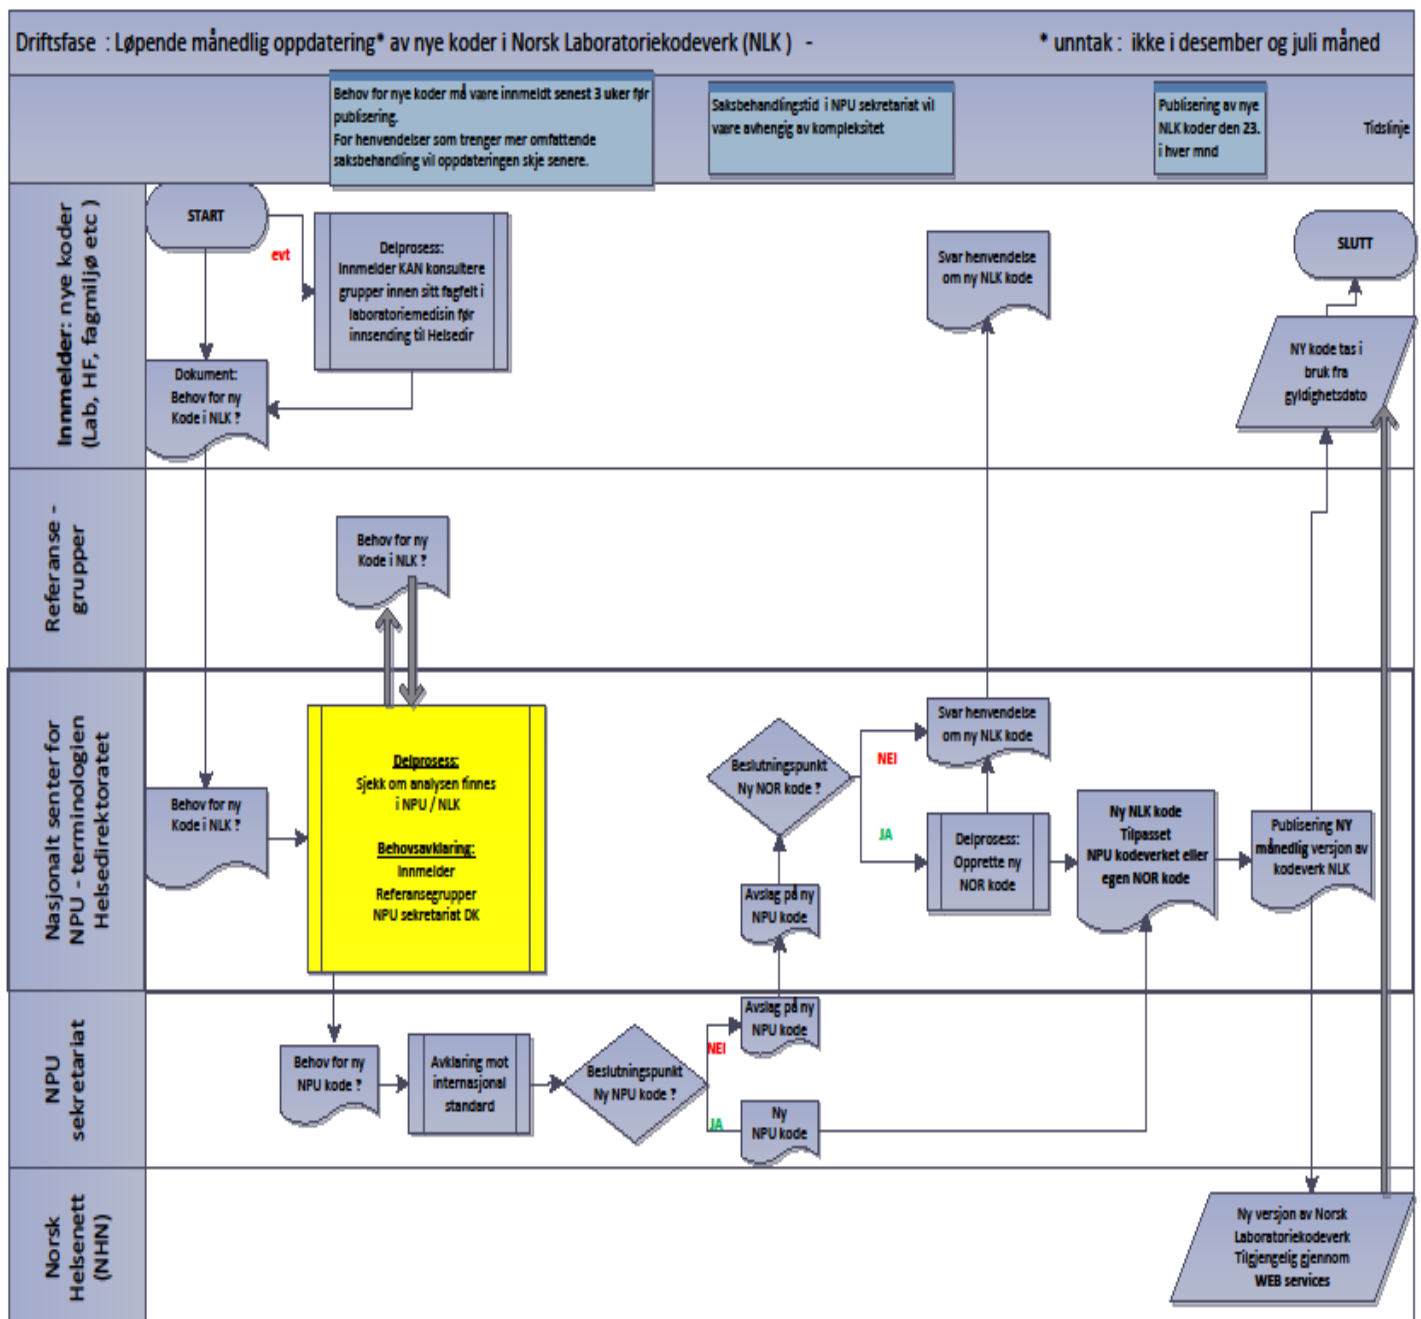 Driftsfase : Løpende månedlig oppdatering* av nye koder i Norsk Laboratoriekodeverk (NLK ) -
* unntak : ikke i desember og juli måned
Behov for nye koder må være innmeldt senest 3 uker før
publisering.
For henvendelser som trenger mer omfattende
saksbehandling vil oppdateringen skje senere.
Saksbehandlingstid i NPU sekretariat vil
være avhengig av kompleksitet
Publisering av nye
NLK koder den 23.
i hver mnd
Tidslinje
Innmelder: nye koder
(Lab, HF, fagmiljø etc )
START
evt
Delprosess:
Innmelder KAN konsultere
grupper innen sitt fagfelt i
laboratoriemedisin før
innsending til Helsedir
Dokument:
Behov for ny
Kode i NLK ?
Svar henvendelse
om ny NLK kode
SLUTT
NY kode tas i
bruk fra
gyldighetsdato
Referanse -
grupper
Behov for ny
Kode i NLK ?
Nasjonalt senter for
NPU - terminologien
Helsedirektoratet
Behov for ny
Kode i NLK ?
Delprosess:
Sjekk om analysen finnes
i NPU / NLK
Behovsavklaring:
Innmelder
Referansegrupper
NPU sekretariat DK
Beslutningspunkt
Ny NOR kode ?
NEI
JA
Svar henvendelse
om ny NLK kode
Delprosess:
Opprette ny
NOR kode
Ny NLK kode
Tilpasset
NPU kodeverket eller
egen NOR kode
Publisering NY
månedlig versjon av
kodeverk NLK
Avslag på ny
NPU kode
NPU
sekretariat
Behov for ny
NPU kode ?
Avklaring mot
internasjonal
standard
Beslutningspunkt
Ny NPU kode ?
NEI
JA
Avslag på ny
NPU kode
Ny
NPU kode
Norsk
Helsenett
(NHN)
Ny versjon av Norsk
Laboratoriekodeverk
Tilgjengelig gjennom
WEB services